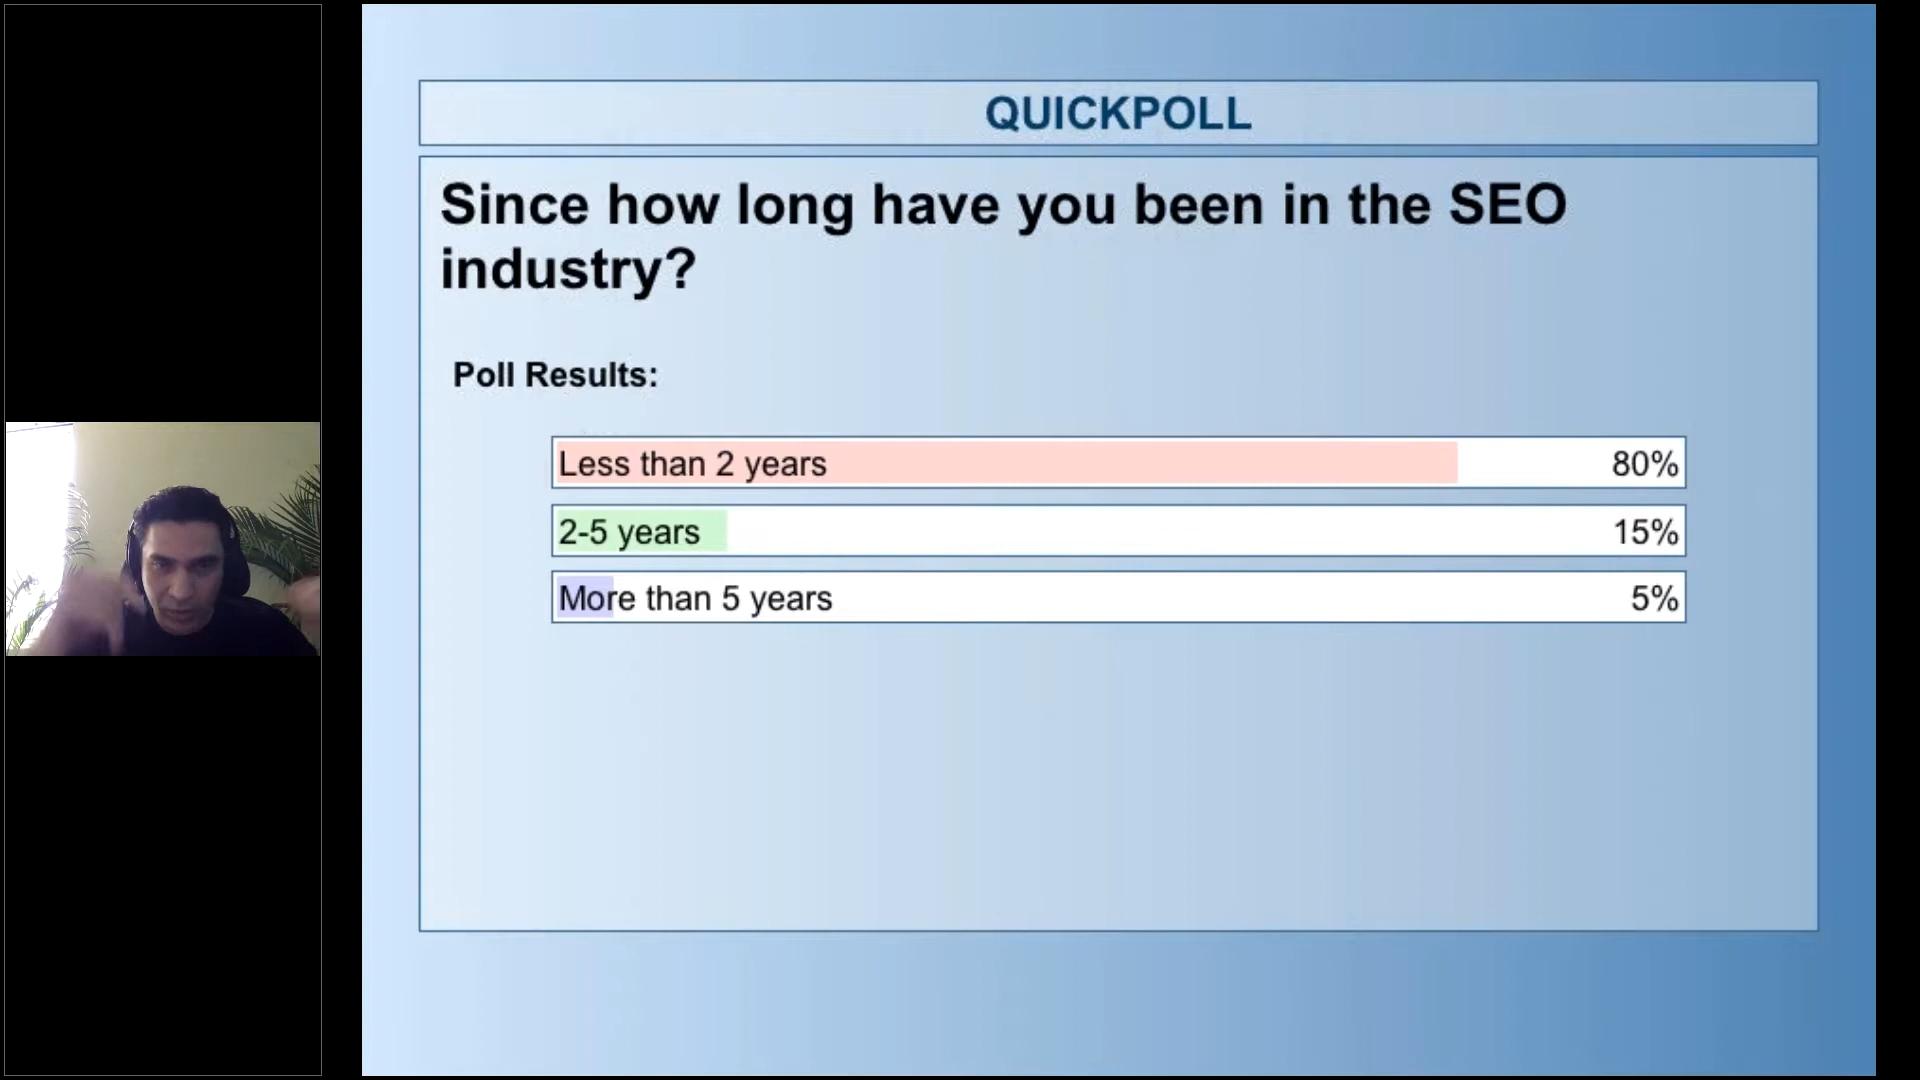 QUICKPOLL
Since how long have you been in the SEO
industry?
Poll Results:
Less than 2 years 80%
2-5 years 15%
More than 5 years 5%